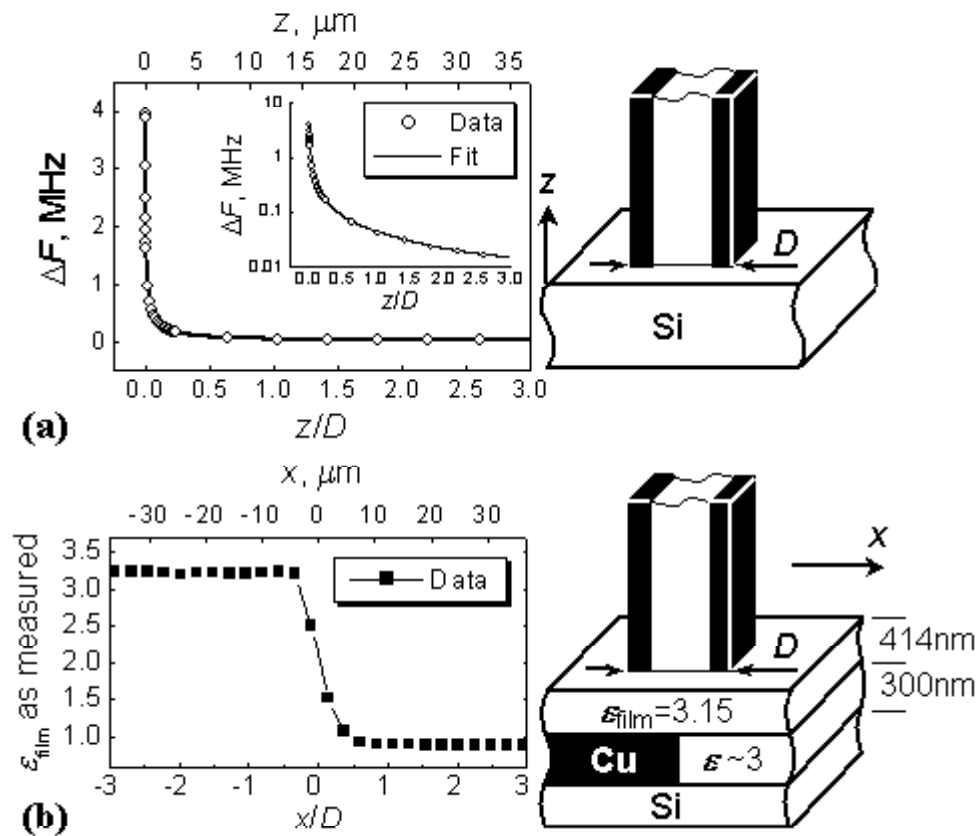 z, μm
0 5 10 15 20 25 30 35
ΔF, MHz
4
3
2
1
0
10
1
0.1
0.01
ΔF, MHz
0.0 0.5 1.0 1.5 2.0 2.5 3.0
z/D
Data
Fit
0.0 0.5 1.0 1.5 2.0 2.5 3.0
z/D
(a)
z
D
Si
x, μm
-30 -20 -10 0 10 20 30
εfilm as measured
3.5
3.0
2.5
2.0
1.5
1.0
Data
-3 -2 -1 0 1 2 3
x/D
(b)
x
D
414nm
300nm
εfilm=3.15
Cu
ε~3
Si